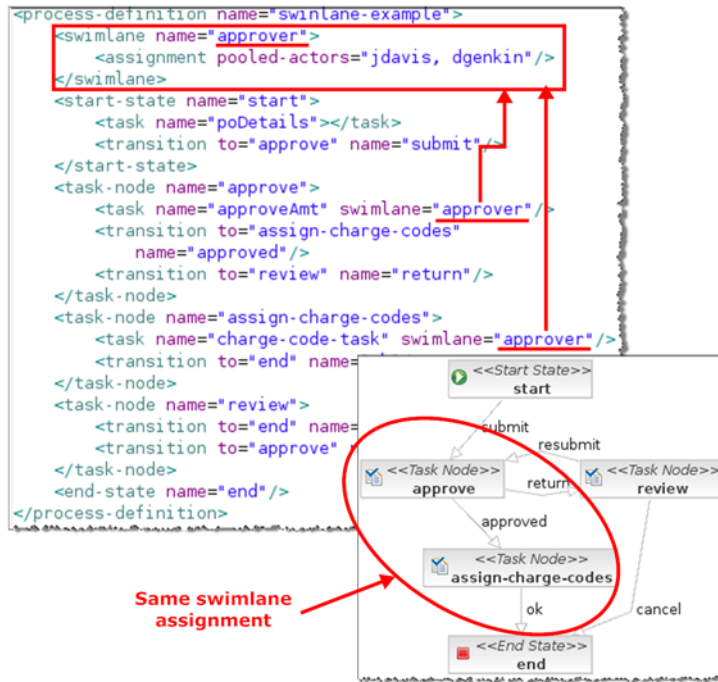 <process-definition name="swinlane-example">
<swimlane name="approver">
<assignment pooled-actors="jdavis, dgenkin"/>
</swimlane>
<start-state name="start">
<task name="poDetails"></task>
<transition to="approve" name="submit"/>
</start-state>
<task-node name="approve">
<task name="approveAmt" swimlane="approver"/>
<transition to="assign-charge-codes"
name="approved"/>
<transition to="review" name="return"/>
</task-node>
<task-node name="assign-charge-codes">
<task name="charge-code-task" swimlane="approver"/>
<transition to="end" name=
</task-node>
<task-node name="review">
<transition to="end" name=
<transition to="approve"
</task-node>
<end-state name="end"/>
</process-definition>
<<Start State>>
start
submit
resubmit
<<Task Node>>
approve
return
<<Task Node>>
review
approved
<<Task Node>>
assign-charge-codes
ok
cancel
<<End State>>
end
Same swimlane
assignment